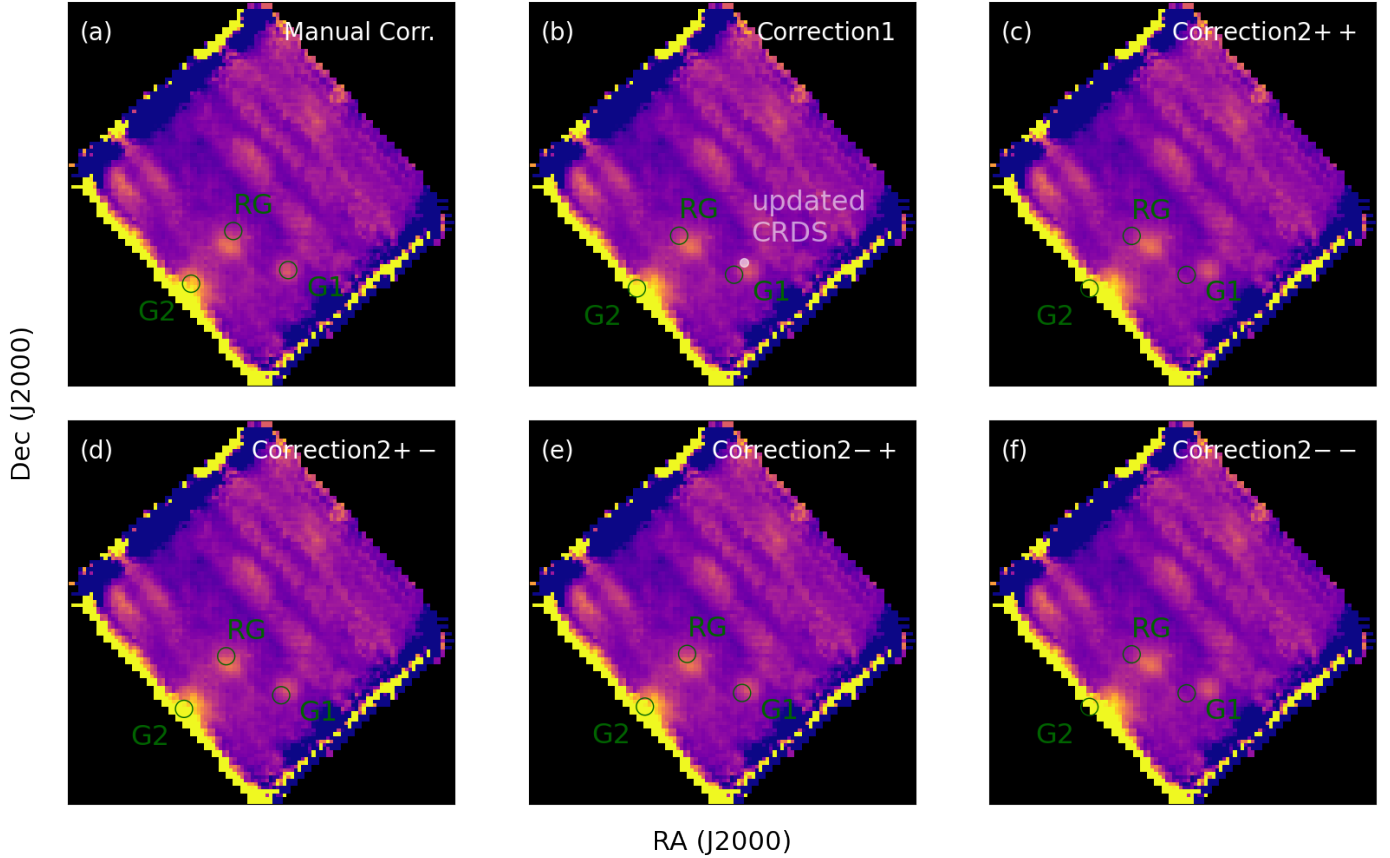 (a) Manual Corr.
RG
G2
G1
(b) Correction1
updated
CRDS
RG
G2
G1
(c) Correction2++
RG
G2
G1
(d) Correction2+−
RG
G2
G1
(e) Correction2−+
RG
G2
G1
(f) Correction2−−
RG
G2
G1
Dec (J2000)
RA (J2000)